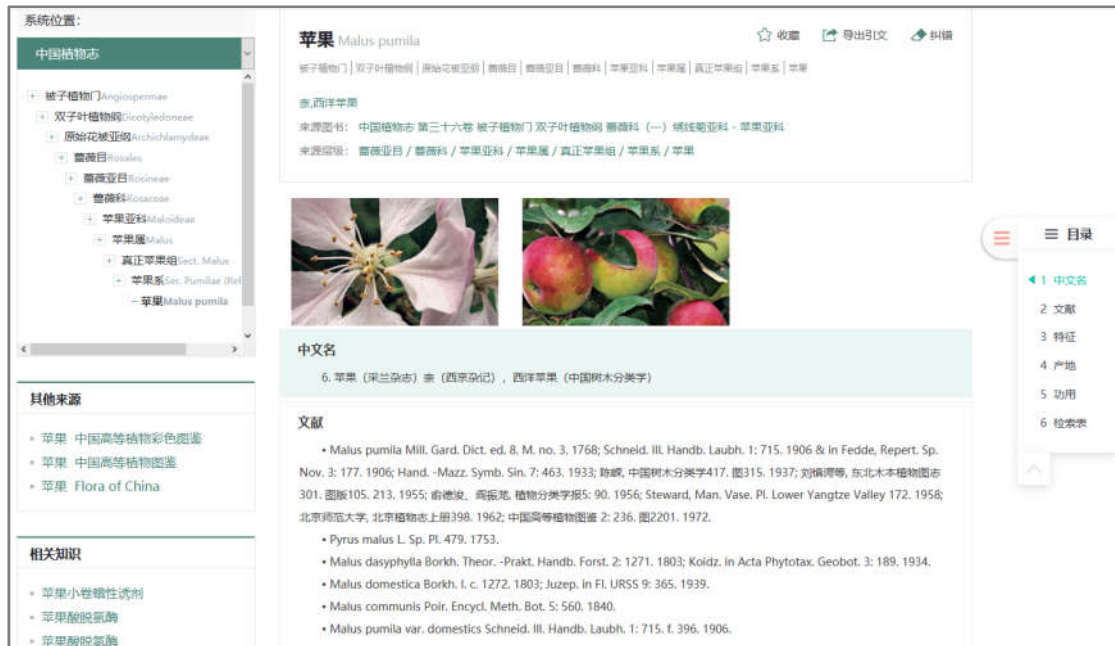 系统位置:
中国植物志
被子植物门Angiospermae
双子叶植物纲Dicotyledoneae
原始花被亚纲Archichlamydeae
蔷薇目Rosales
蔷薇亚目Rosineae
蔷薇科Rosaceae
苹果亚科Maloideae
苹果属Malus
真正苹果组Sect. Malus
苹果系Ser. Pumilae (Reh
苹果Malus pumila
其他来源
苹果 中国高等植物彩色图鉴
苹果 中国高等植物图鉴
苹果 Flora of China
相关知识
苹果小卷蛾性诱剂
苹果酸脱氢酶
苹果酸脱氢酶
苹果 Malus pumila
收藏 导出引文 纠错
被子植物门 | 双子叶植物纲 | 原始花被亚纲 | 蔷薇目 | 蔷薇亚目 | 蔷薇科 | 苹果亚科 | 苹果属 | 真正苹果组 | 苹果系 | 苹果
柰,西洋苹果
来源图书: 中国植物志 第三十六卷 被子植物门 双子叶植物纲 蔷薇科 (一) 绣线菊亚科 - 苹果亚科
来源层级: 蔷薇亚目 / 蔷薇科 / 苹果亚科 / 苹果属 / 真正苹果组 / 苹果系 / 苹果
中文名
6. 苹果 (采兰杂志) 柰 (西京杂记) , 西洋苹果 (中国树木分类学)
文献
• Malus pumila Mill. Gard. Dict. ed. 8. M. no. 3. 1768; Schneid. Ill. Handb. Laubh. 1: 715. 1906 & in Fedde, Repert. Sp.
Nov. 3: 177. 1906; Hand. -Mazz. Symb. Sin. 7: 463. 1933; 陈嵘, 中国树木分类学417. 图315. 1937; 刘慎谔等, 东北木本植物图志
301. 图版105. 213. 1955; 俞德浚、阎振茏, 植物分类学报5: 90. 1956; Steward, Man. Vasc. Pl. Lower Yangtze Valley 172. 1958;
北京师范大学, 北京植物志上册398. 1962; 中国高等植物图鉴 2: 236. 图2201. 1972.
• Pyrus malus L. Sp. Pl. 479. 1753.
• Malus dasyphylla Borkh. Theor. -Prakt. Handb. Forst. 2: 1271. 1803; Koidz. in Acta Phytotax. Geobot. 3: 189. 1934.
• Malus domestica Borkh. l. c. 1272. 1803; Juzep. in Fl. URSS 9: 365. 1939.
• Malus communis Poir. Encycl. Meth. Bot. 5: 560. 1840.
• Malus pumila var. domestics Schneid. Ill. Handb. Laubh. 1: 715. f. 396. 1906.
目录
1 中文名
2 文献
3 特征
4 产地
5 功用
6 检索表